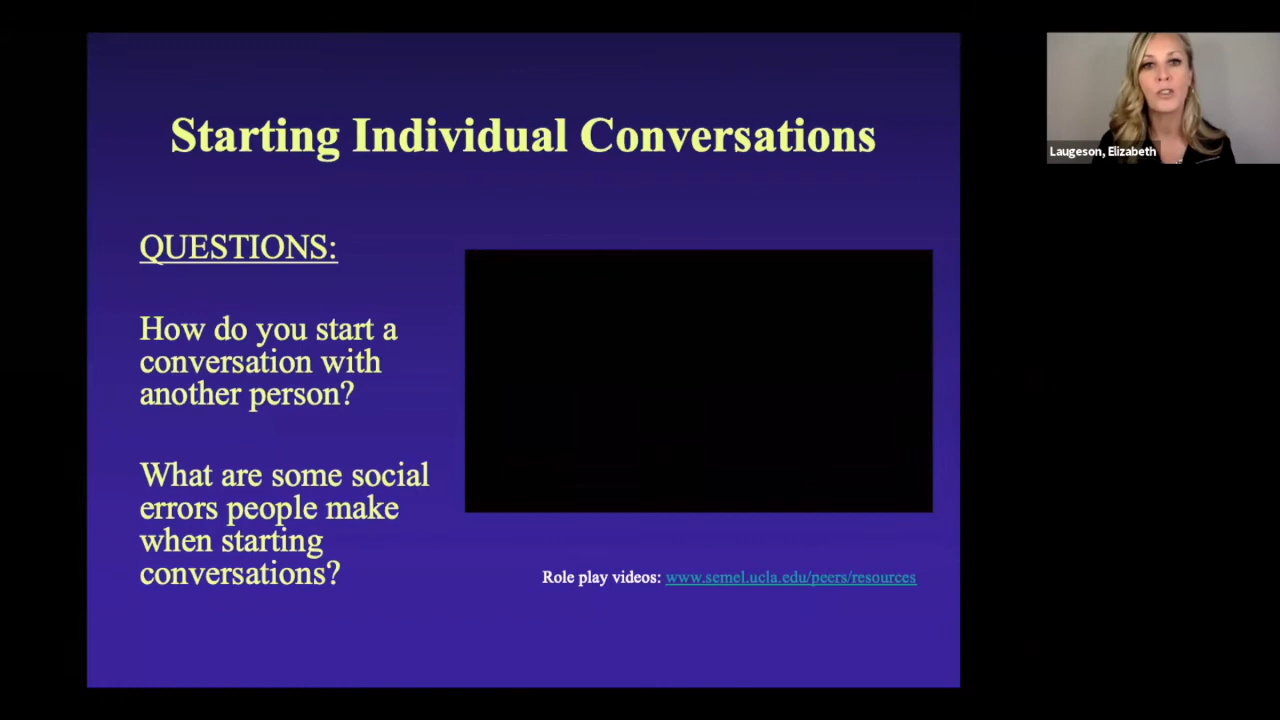 Starting Individual Conversations
QUESTIONS:
How do you start a
conversation with
another person?
What are some social
errors people make
when starting
conversations?
Role play videos: www.semel.ucla.edu/peers/resources
Laugeson, Elizabeth